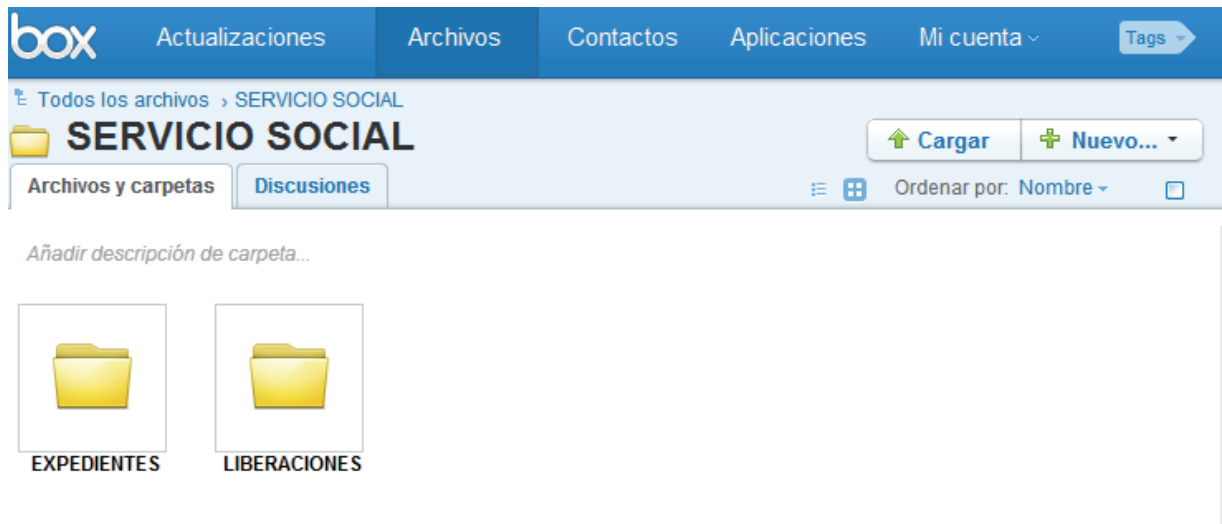 box Actualizaciones Archivos Contactos Aplicaciones Mi cuenta Tags
Todos los archivos › SERVICIO SOCIAL
SERVICIO SOCIAL
Cargar Nuevo...
Archivos y carpetas Discusiones Ordenar por: Nombre
Añadir descripción de carpeta...
EXPEDIENTES LIBERACIONES